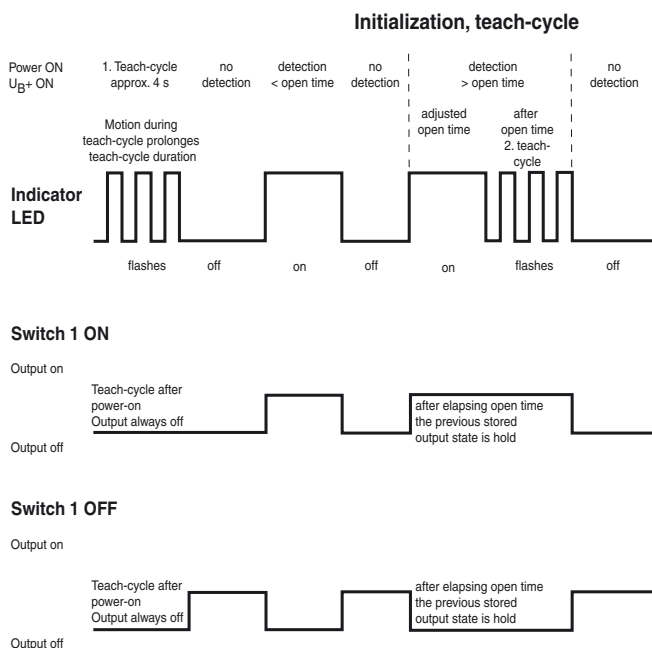 Initialization, teach-cycle
Power ON
UB+ ON
1. Teach-cycle
approx. 4 s
no
detection
detection
< open time
no
detection
detection
> open time
no
detection
Motion during
teach-cycle prolonges
teach-cycle duration
adjusted
open time
after
open time
2. teach-
cycle
Indicator
LED
flashes
off
on
off
on
flashes
off
Switch 1 ON
Output on
Teach-cycle after
power-on
Output always off
after elapsing open time
the previous stored
output state is hold
Output off
Switch 1 OFF
Output on
Teach-cycle after
power-on
Output always off
after elapsing open time
the previous stored
output state is hold
Output off